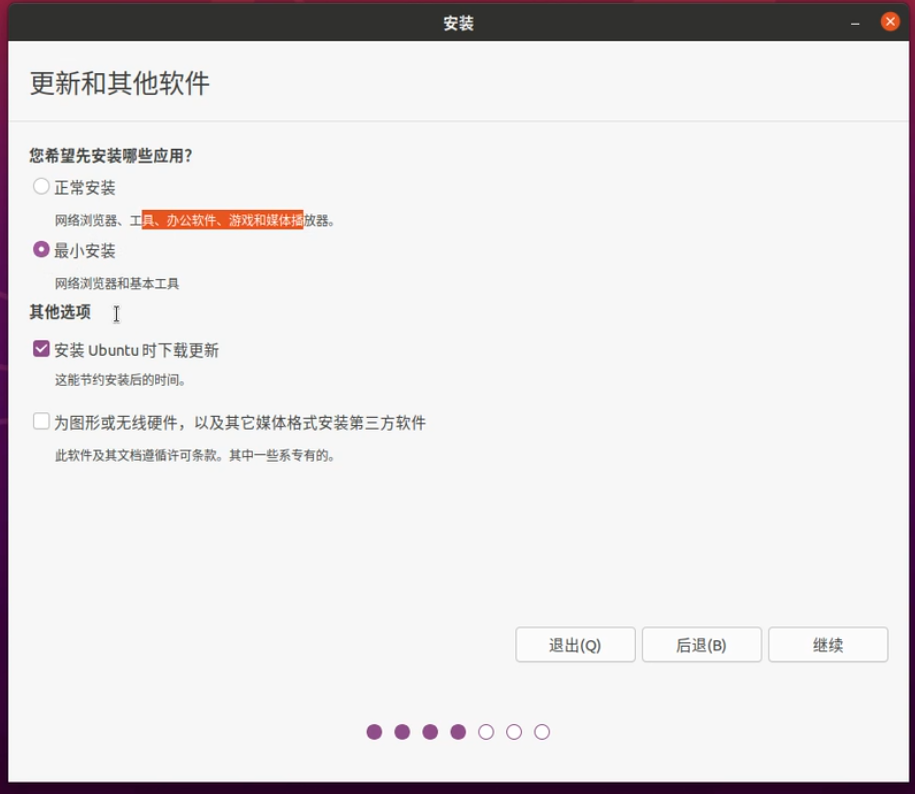 安装
更新和其他软件
您希望先安装哪些应用?
正常安装
网络浏览器、工具、办公软件、游戏和媒体播放器。
最小安装
网络浏览器和基本工具
其他选项
安装 Ubuntu 时下载更新
这能节约安装后的时间。
为图形或无线硬件，以及其它媒体格式安装第三方软件
此软件及其文档遵循许可条款。其中一些系专有的。
退出(Q)
后退(B)
继续